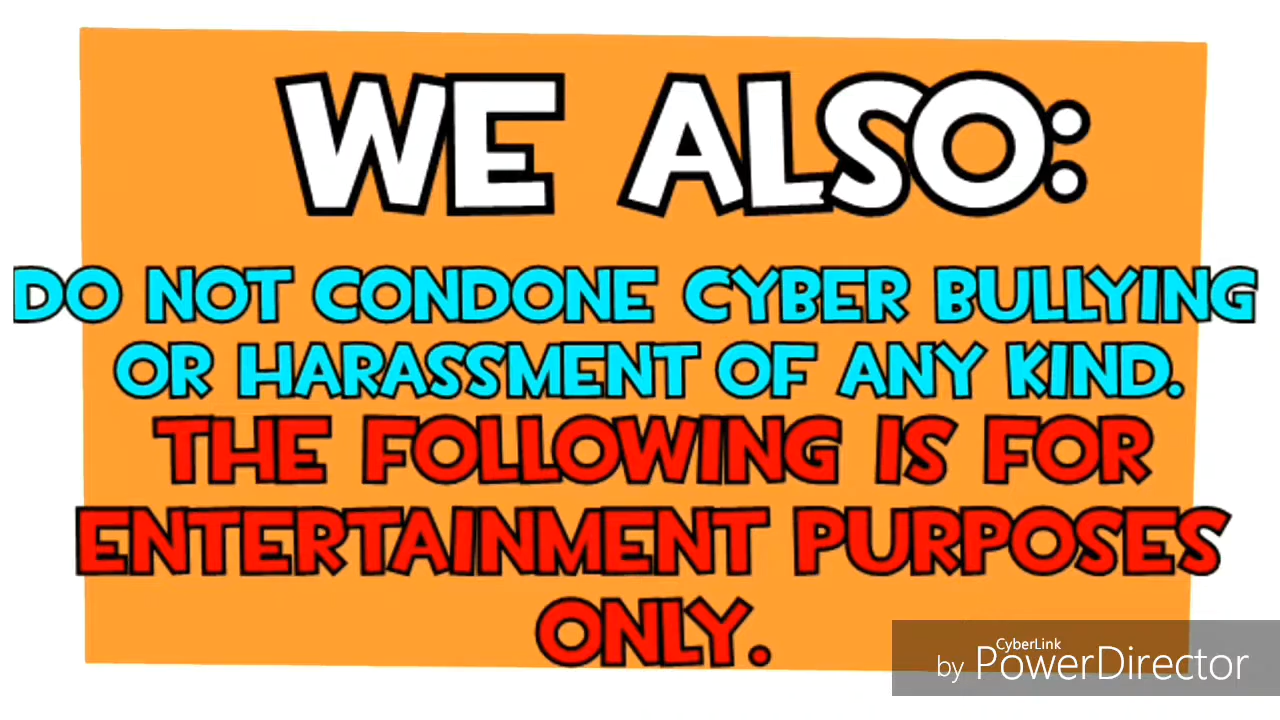 WE ALSO:
DO NOT CONDONE CYBER BULLYING
OR HARASSMENT OF ANY KIND.
THE FOLLOWING IS FOR
ENTERTAINMENT PURPOSES
ONLY.
CyberLink
by PowerDirector